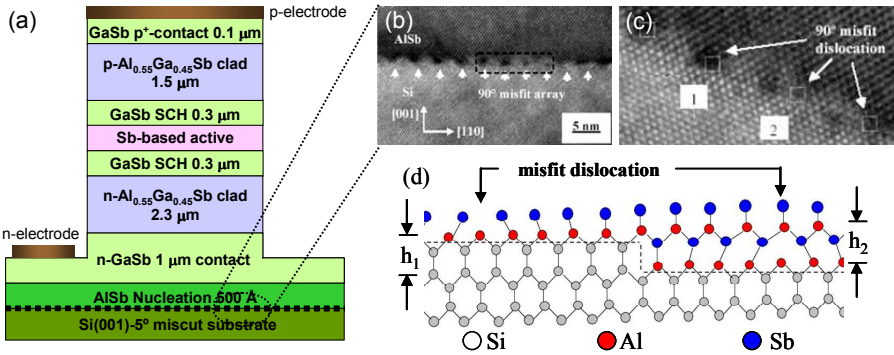 (a)
p-electrode
GaSb p⁺-contact 0.1 μm
p-Al₀.₅₅Ga₀.₄₅Sb clad
1.5 μm
GaSb SCH 0.3 μm
Sb-based active
GaSb SCH 0.3 μm
n-Al₀.₅₅Ga₀.₄₅Sb clad
2.3 μm
n-electrode
n-GaSb 1 μm contact
AlSb Nucleation 500 Å
Si(001)-5º miscut substrate
(b)
AlSb
Si
90° misfit array
[001]
[110]
5 nm
(c)
90° misfit
dislocation
1
2
(d)
misfit dislocation
h₁
h₂
Si
Al
Sb